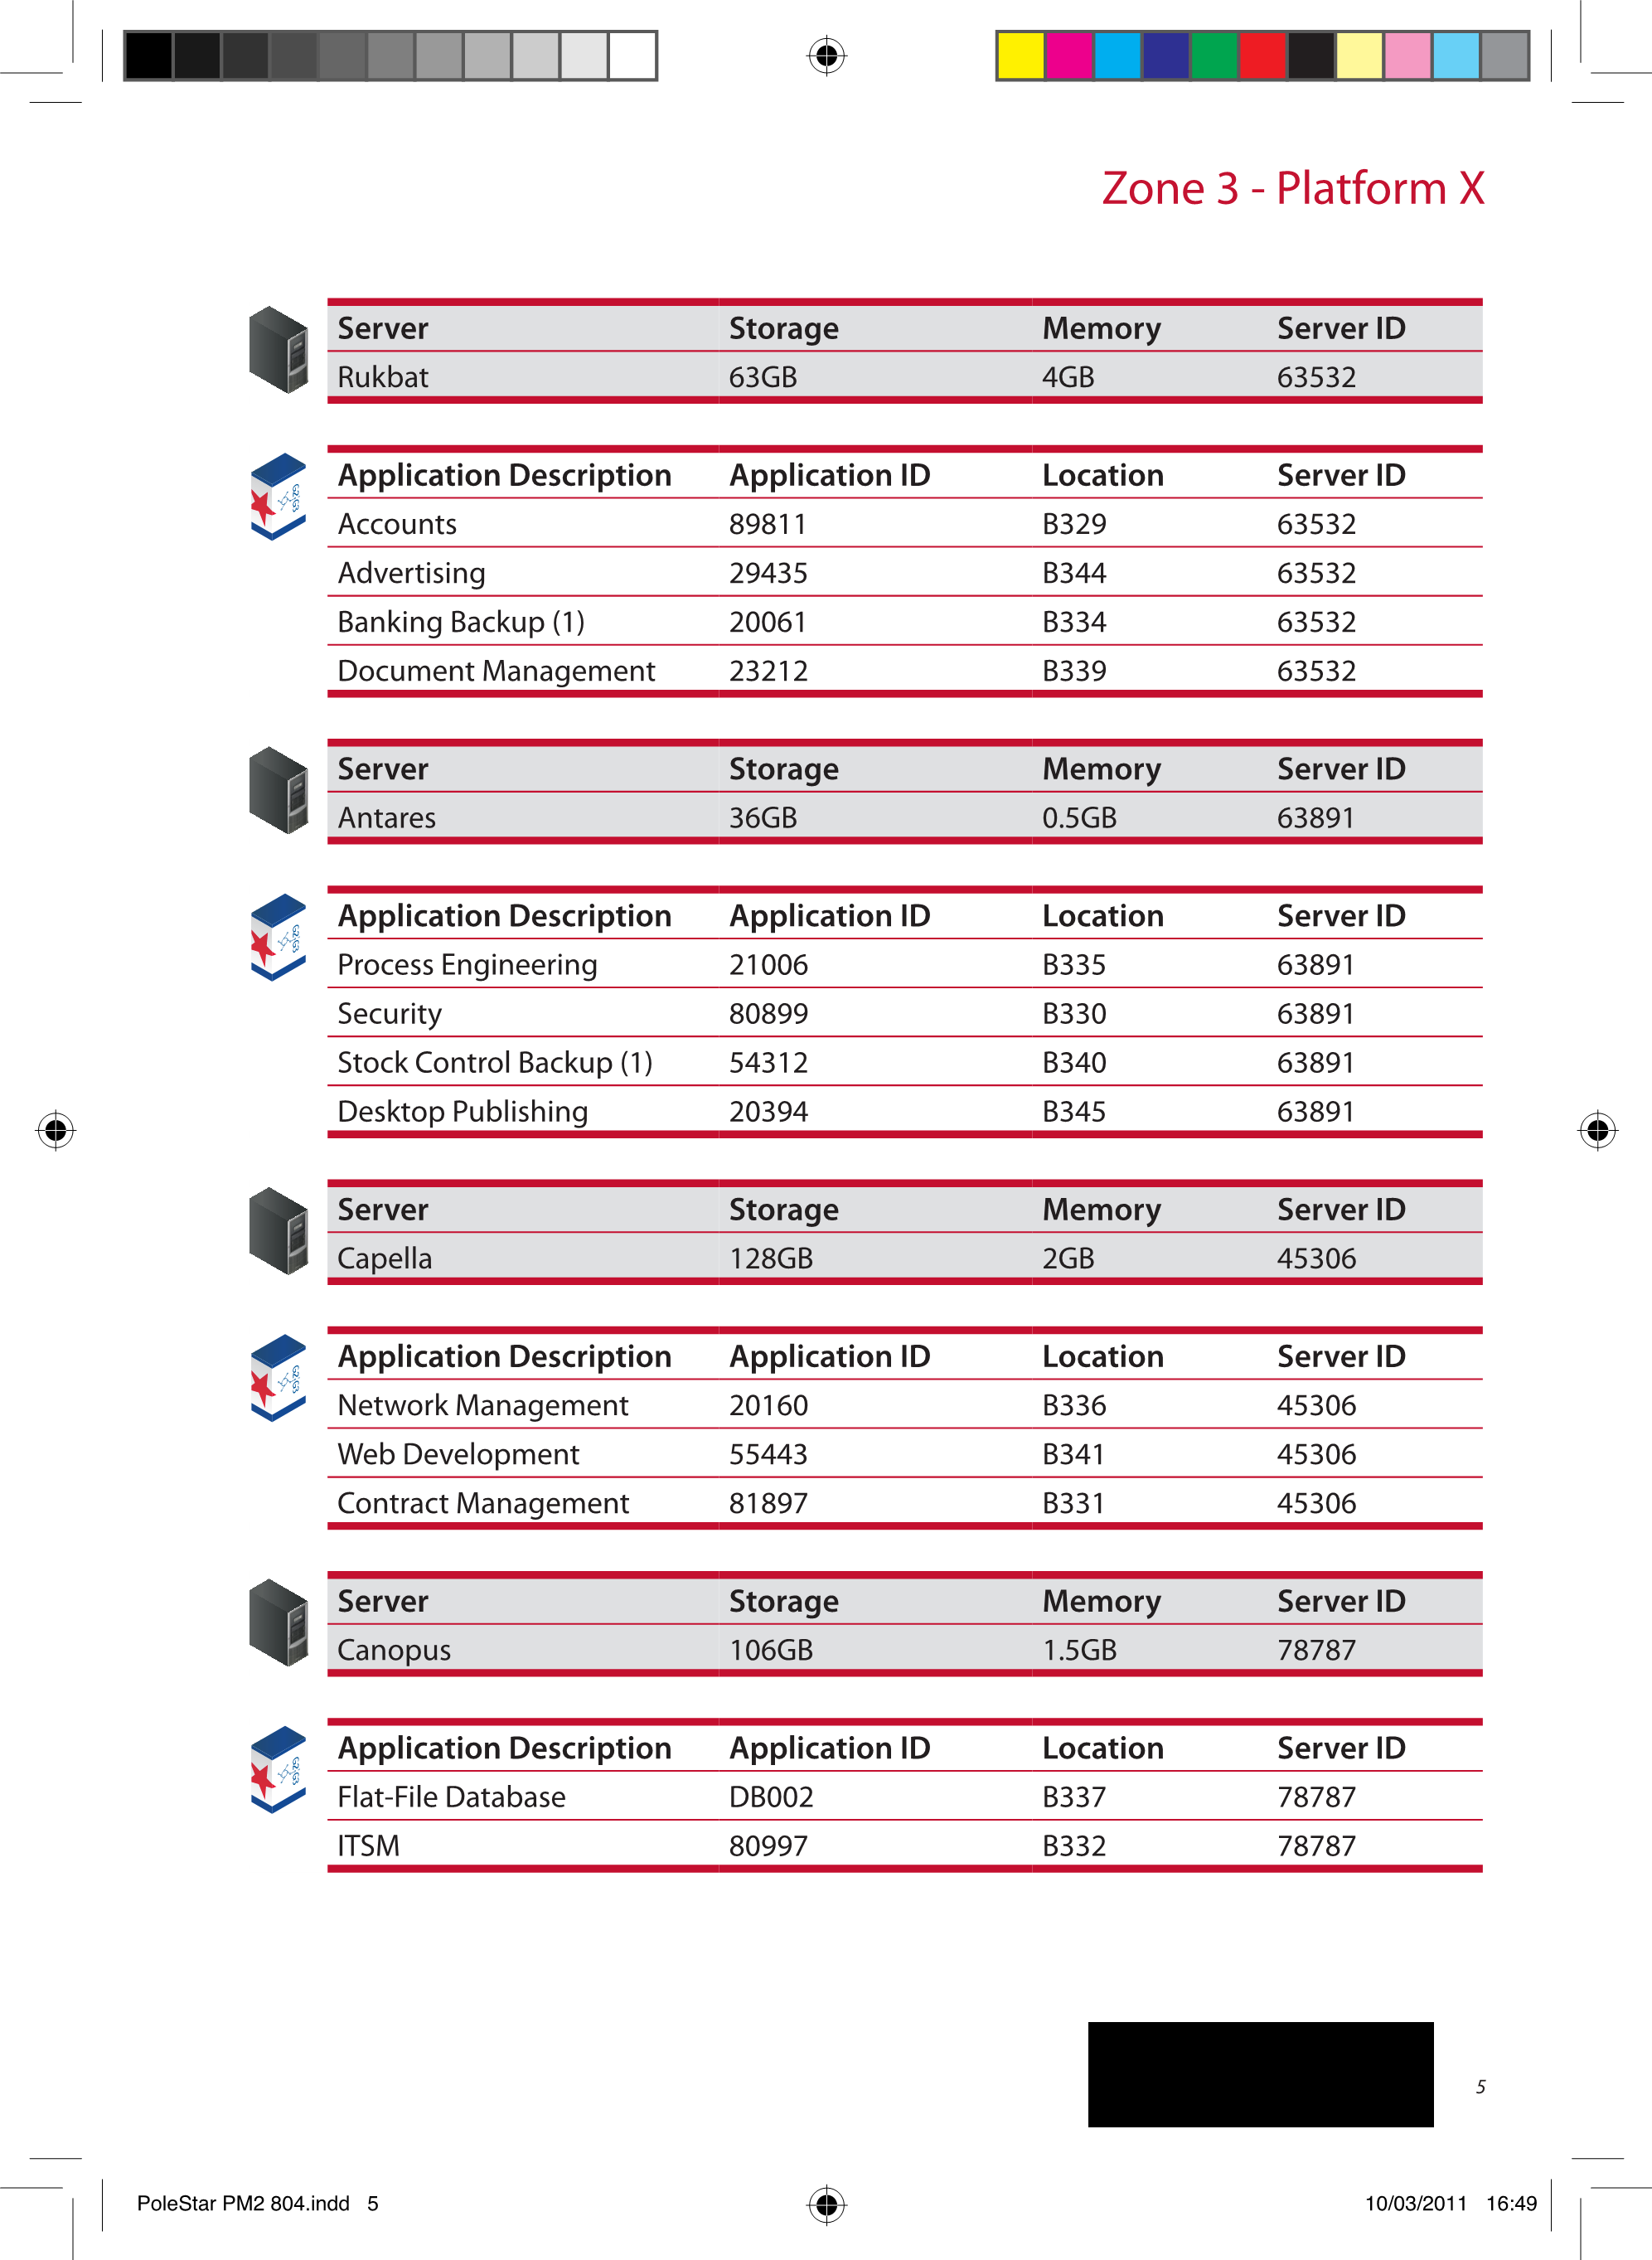 Zone 3 - Platform X
Server Storage Memory Server ID
Rukbat 63GB 4GB 63532
Application Description Application ID Location Server ID
Accounts 89811 B329 63532
Advertising 29435 B344 63532
Banking Backup (1) 20061 B334 63532
Document Management 23212 B339 63532
Server Storage Memory Server ID
Antares 36GB 0.5GB 63891
Application Description Application ID Location Server ID
Process Engineering 21006 B335 63891
Security 80899 B330 63891
Stock Control Backup (1) 54312 B340 63891
Desktop Publishing 20394 B345 63891
Server Storage Memory Server ID
Capella 128GB 2GB 45306
Application Description Application ID Location Server ID
Network Management 20160 B336 45306
Web Development 55443 B341 45306
Contract Management 81897 B331 45306
Server Storage Memory Server ID
Canopus 106GB 1.5GB 78787
Application Description Application ID Location Server ID
Flat-File Database DB002 B337 78787
ITSM 80997 B332 78787
5
PoleStar PM2 804.indd 5 10/03/2011 16:49